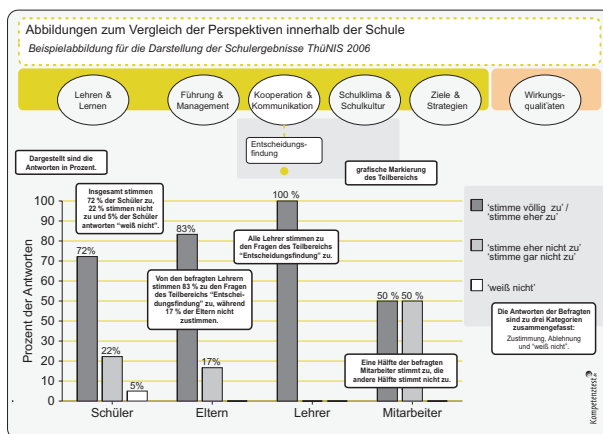 Abbildungen zum Vergleich der Perspektiven innerhalb der Schule
Beispielabbildung für die Darstellung der Schulergebnisse ThüNIS 2006
Lehren &
Lernen
Führung &
Management
Kooperation &
Kommunikation
Schulklima &
Schulkultur
Ziele &
Strategien
Wirkungs-
qualit'aten
Entscheidungs-
findung
Dargestellt sind die
Antworten in Prozent.
grafische Markierung
des Teilbereichs
Insgesamt stimmen
72 % der Schüler zu,
22 % stimmen nicht
zu und 5% der Schüler
antworten "weiß nicht".
Alle Lehrer stimmen zu
den Fragen des Teilbereichs
"Entscheidungsfindung" zu.
Von den befragten Lehrern
stimmen 83 % zu den Fragen
des Teilbereichs "Entschei-
dungsfindung" zu, während
17 % der Eltern nicht
zustimmen.
Eine Hälfte der befragten
Mitarbeiter stimmt zu, die
andere Hälfte stimmt nicht zu.
Prozent der Antworten
100
90
80
70
60
50
40
30
20
10
0
72%
22%
5%
83%
17%
100 %
50 %
50 %
Schüler
Eltern
Lehrer
Mitarbeiter
'stimme völlig zu' /
'stimme eher zu'
'stimme eher nicht zu'
'stimme gar nicht zu'
'weiß nicht'
Die Antworten der Befragten
sind zu drei Kategorien
zusammengefasst:
Zustimmung, Ablehnung
und "weiß nicht".
Kompetenztest.de